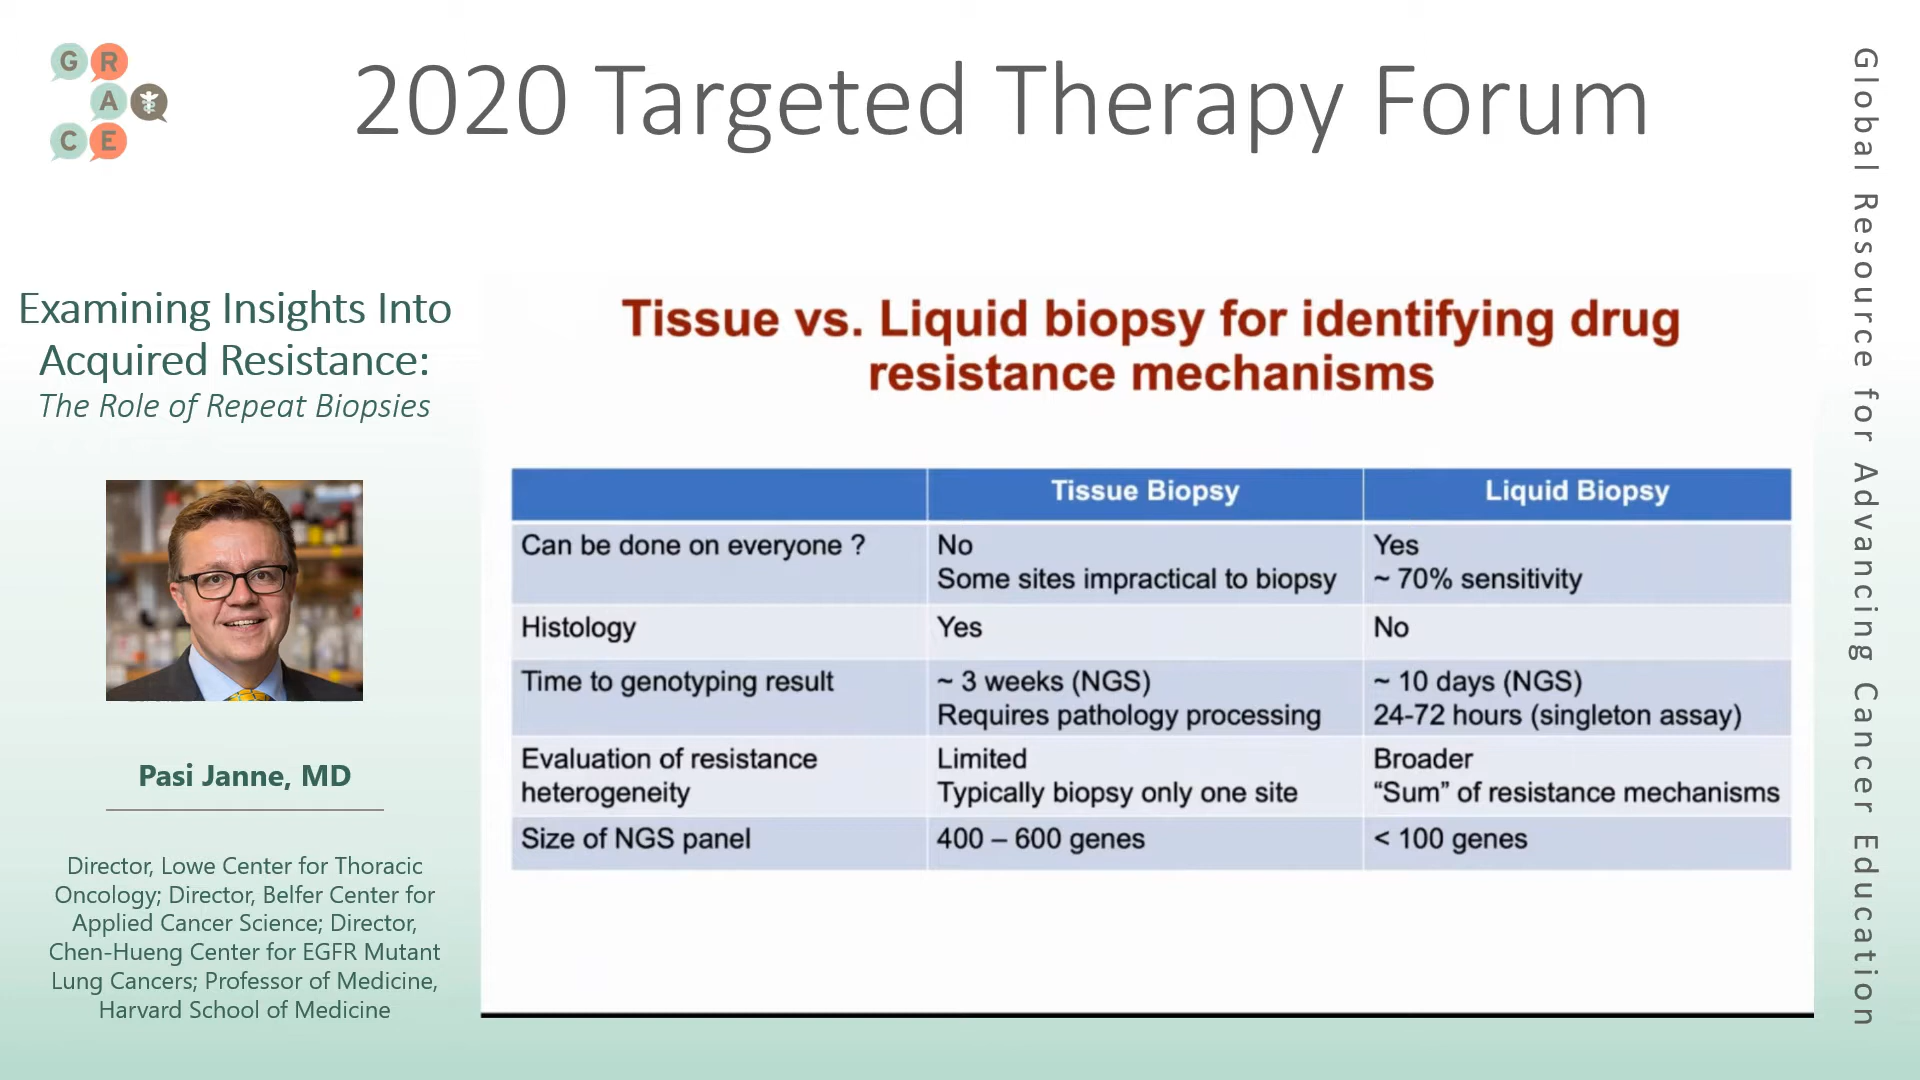 G R
A
C E
2020 Targeted Therapy Forum
Global Resource for Advancing Cancer Education
Examining Insights Into
Acquired Resistance:
The Role of Repeat Biopsies
Pasi Janne, MD
Director, Lowe Center for Thoracic
Oncology; Director, Belfer Center for
Applied Cancer Science; Director,
Chen-Hueng Center for EGFR Mutant
Lung Cancers; Professor of Medicine,
Harvard School of Medicine
Tissue vs. Liquid biopsy for identifying drug
resistance mechanisms
Tissue Biopsy Liquid Biopsy
Can be done on everyone ? No Yes
Some sites impractical to biopsy ~ 70% sensitivity
Histology Yes No
Time to genotyping result ~ 3 weeks (NGS) ~ 10 days (NGS)
Requires pathology processing 24-72 hours (singleton assay)
Evaluation of resistance Limited Broader
heterogeneity Typically biopsy only one site “Sum” of resistance mechanisms
Size of NGS panel 400 – 600 genes < 100 genes